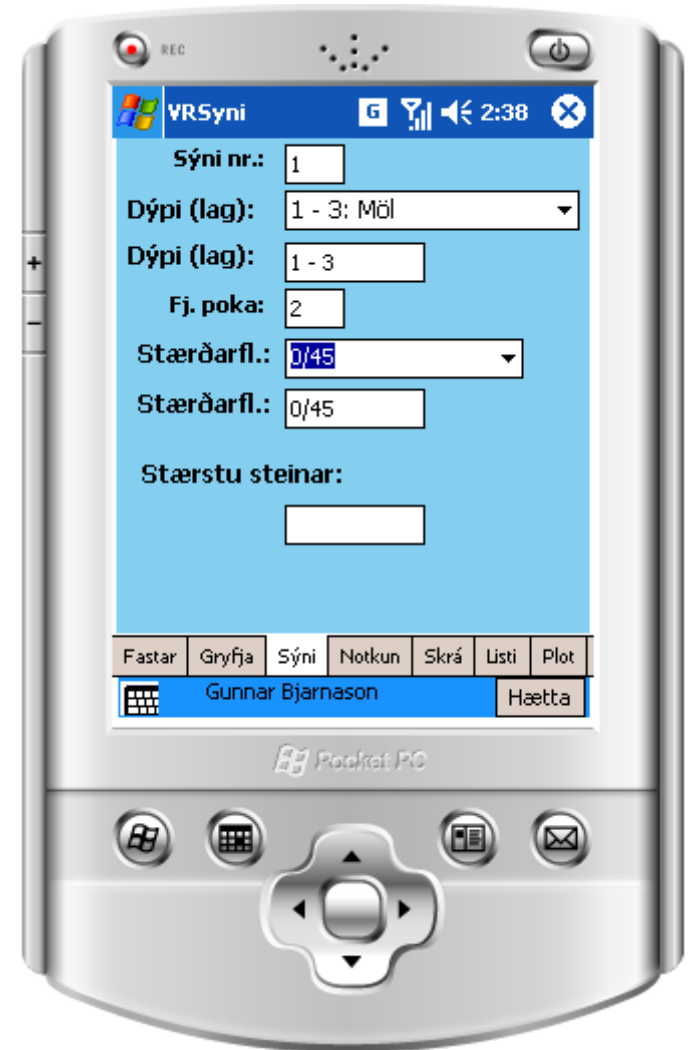 REC
VRSyni G 2:38
Sýni nr.: 1
Dýpi (lag): 1 - 3: Möl
Dýpi (lag): 1 - 3
Fj. poka: 2
Stærðarfl.: 0/45
Stærðarfl.: 0/45
Stærstu steinar:
Fastar Gryfja Sýni Notkun Skrá Listi Plot
Gunnar Bjarnason Hætta
Pocket PC